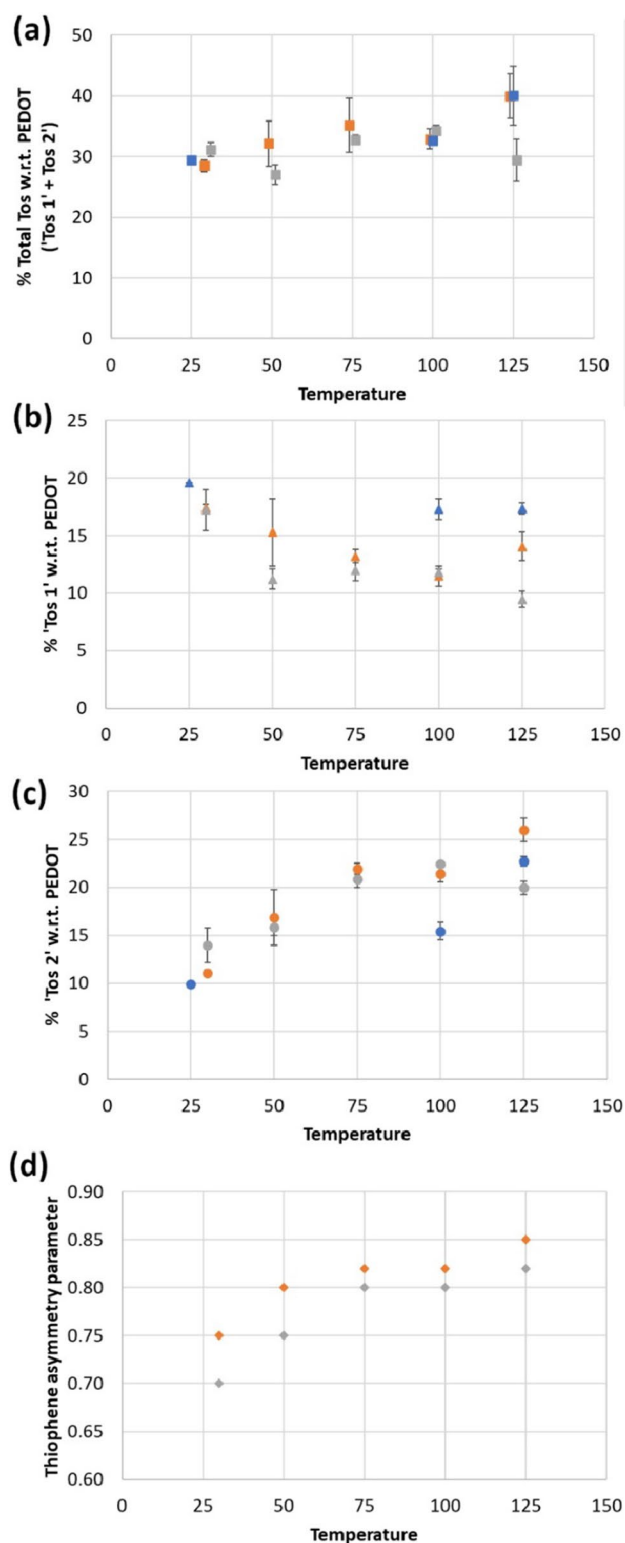 (a)
% Total Tos w.r.t. PEDOT
('Tos 1' + Tos 2')
50
40
30
20
10
0
0 25 50 75 100 125 150
Temperature
(b)
% 'Tos 1' w.r.t. PEDOT
25
20
15
10
5
0
0 25 50 75 100 125 150
Temperature
(c)
% 'Tos 2' w.r.t. PEDOT
30
25
20
15
10
5
0
0 25 50 75 100 125 150
Temperature
(d)
Thiophene asymmetry parameter
0.90
0.85
0.80
0.75
0.70
0.65
0.60
0 25 50 75 100 125 150
Temperature